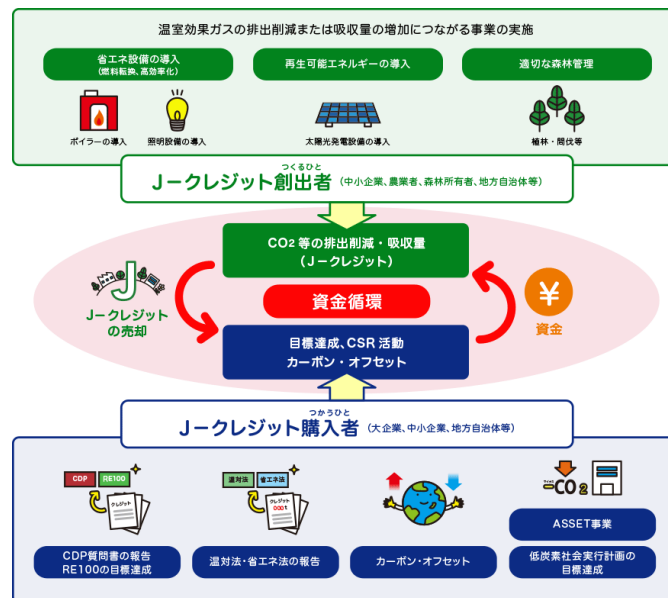 温室効果ガスの排出削減または吸収量の増加につながる事業の実施
省エネ設備の導入
(燃料転換、高効率化)
再生可能エネルギーの導入
適切な森林管理
ボイラーの導入
照明設備の導入
太陽光発電設備の導入
植林・間伐等
つくるひと
Jークレジット創出者（中小企業、農業者、森林所有者、地方自治体等）
CO2 等の排出削減・吸収量
（Jークレジット）
J
Jークレジット
の売却
資金循環
¥
資金
目標達成、CSR 活動
カーボン・オフセット
つかうひと
Jークレジット購入者（大企業、中小企業、地方自治体等）
CDP RE100
クレジット
温対法 省エネ法
クレジット
000t
CO2
CDP質問書の報告
RE100の目標達成
温対法・省エネ法の報告
カーボン・オフセット
ASSET事業
低炭素社会実行計画の
目標達成